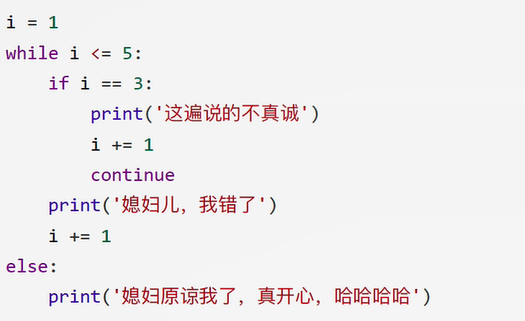 i = 1
while i <= 5:
    if i == 3:
        print('这遍说的不真诚')
        i += 1
        continue
    print('媳妇儿，我错了')
    i += 1
else:
    print('媳妇原谅我了，真开心，哈哈哈哈')